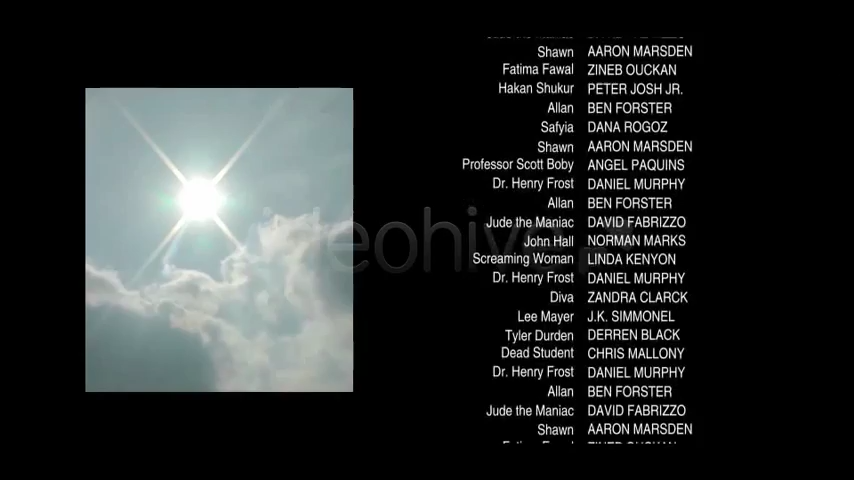 Shawn AARON MARSDEN
Fatima Fawal ZINEB OUCKAN
Hakan Shukur PETER JOSH JR.
Allan BEN FORSTER
Safyia DANA ROGOZ
Shawn AARON MARSDEN
Professor Scott Boby ANGEL PAQUINS
Dr. Henry Frost DANIEL MURPHY
Allan BEN FORSTER
Jude the Maniac DAVID FABRIZZO
John Hall NORMAN MARKS
videohive
Screaming Woman LINDA KENYON
Dr. Henry Frost DANIEL MURPHY
Diva ZANDRA CLARCK
Lee Mayer J.K. SIMMONEL
Tyler Durden DERREN BLACK
Dead Student CHRIS MALLONY
Dr. Henry Frost DANIEL MURPHY
Allan BEN FORSTER
Jude the Maniac DAVID FABRIZZO
Shawn AARON MARSDEN